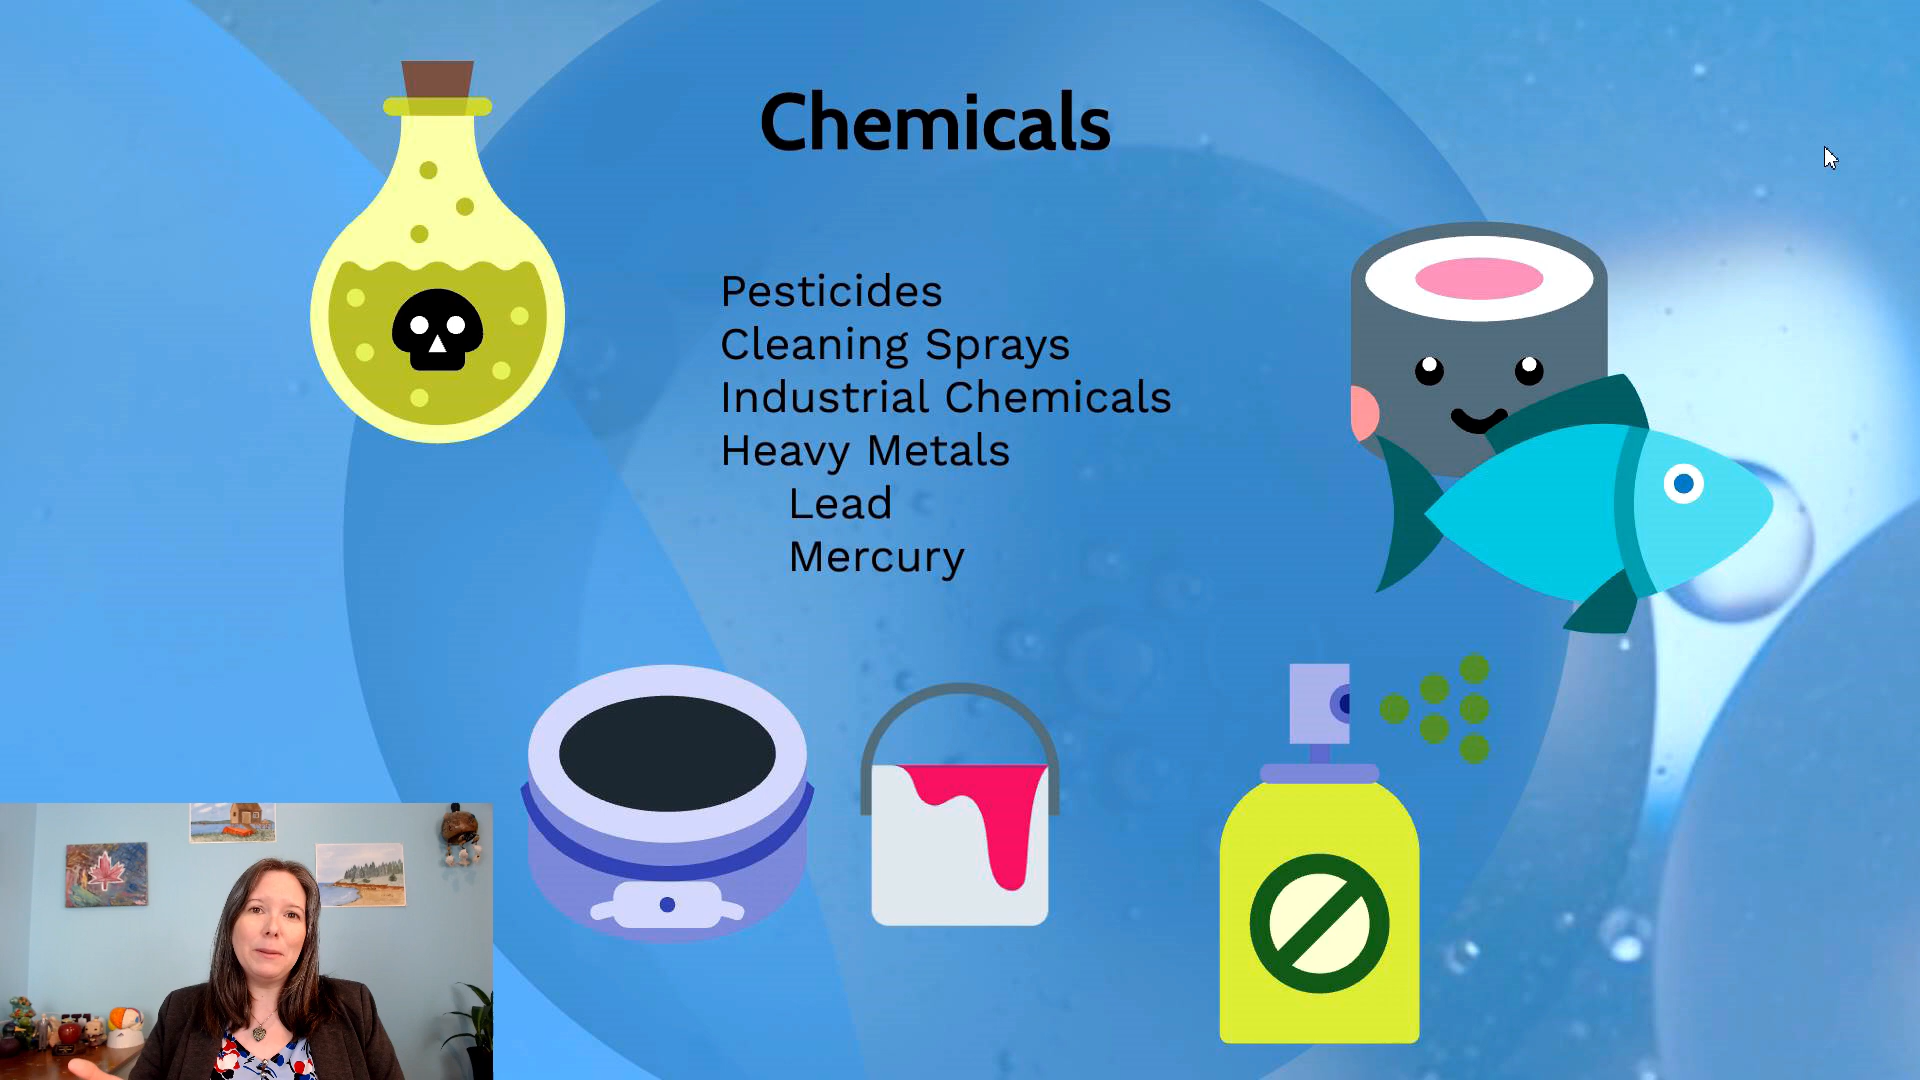 Chemicals
Pesticides
Cleaning Sprays
Industrial Chemicals
Heavy Metals
Lead
Mercury